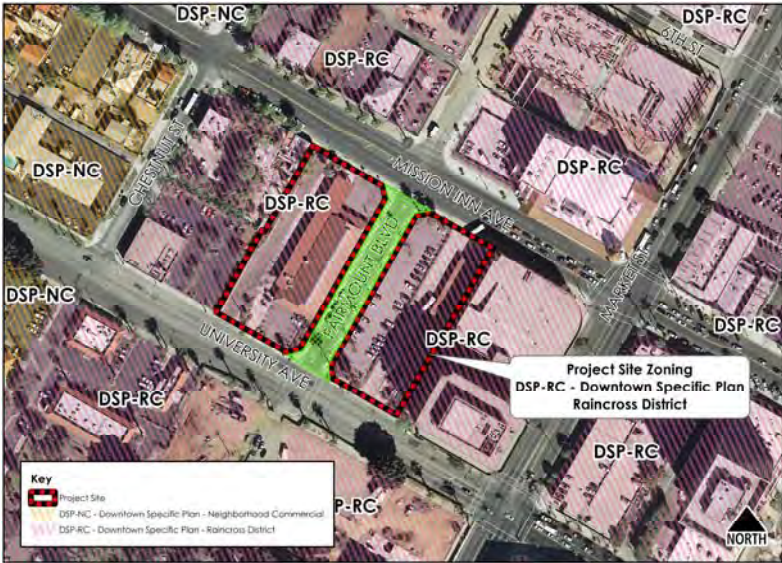 DSP-NC
DSP-RC
DSP-RC
6TH ST
DSP-NC
CHESTNUT ST
DSP-RC
MISSION INN AVE
DSP-RC
FAIRMOUNT BLVD
MARKET ST
DSP-NC
DSP-RC
DSP-RC
UNIVERSITY AVE
Project Site Zoning
DSP-RC - Downtown Specific Plan
Raincross District
DSP-RC
DSP-RC
P-RC
Key
Project Site
DSP-NC - Downtown Specific Plan - Neighborhood Commercial
DSP-RC - Downtown Specific Plan - Raincross District
NORTH